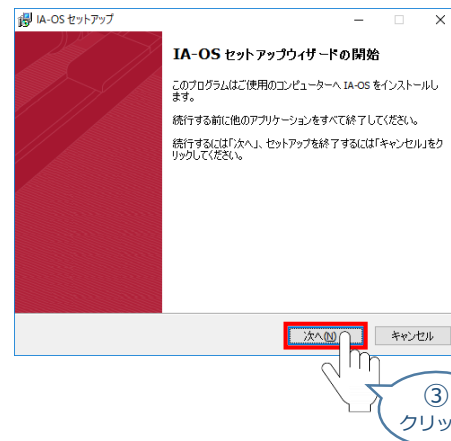 IA-OS セットアップ
IA-OS セットアップウィザードの開始
このプログラムはご使用のコンピューターへ IA-OS をインストールし
ます。
続行する前に他のアプリケーションをすべて終了してください。
続行するには「次へ」、セットアップを終了するには「キャンセル」をク
リックしてください。
次へ(N)
キャンセル
③
クリッ